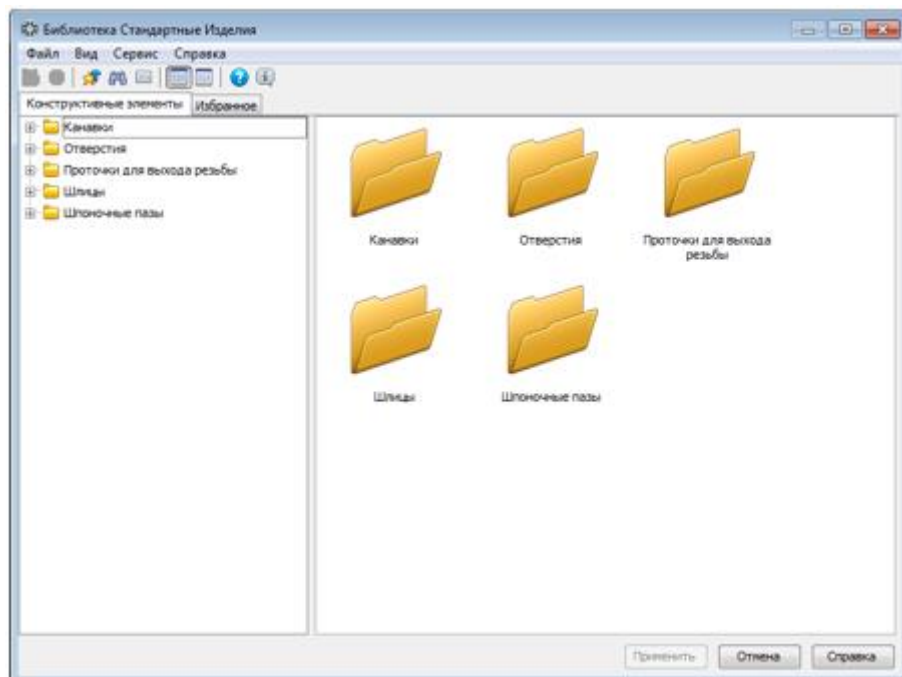 Библиотека Стандартные Изделия
Файл Вид Сервис Справка
Конструктивные элементы Избранное
Канавки
Отверстия
Проточки для выхода резьбы
Шлицы
Шпоночные пазы
Канавки Отверстия Проточки для выхода
резьбы
Шлицы Шпоночные пазы
Применить Отмена Справка